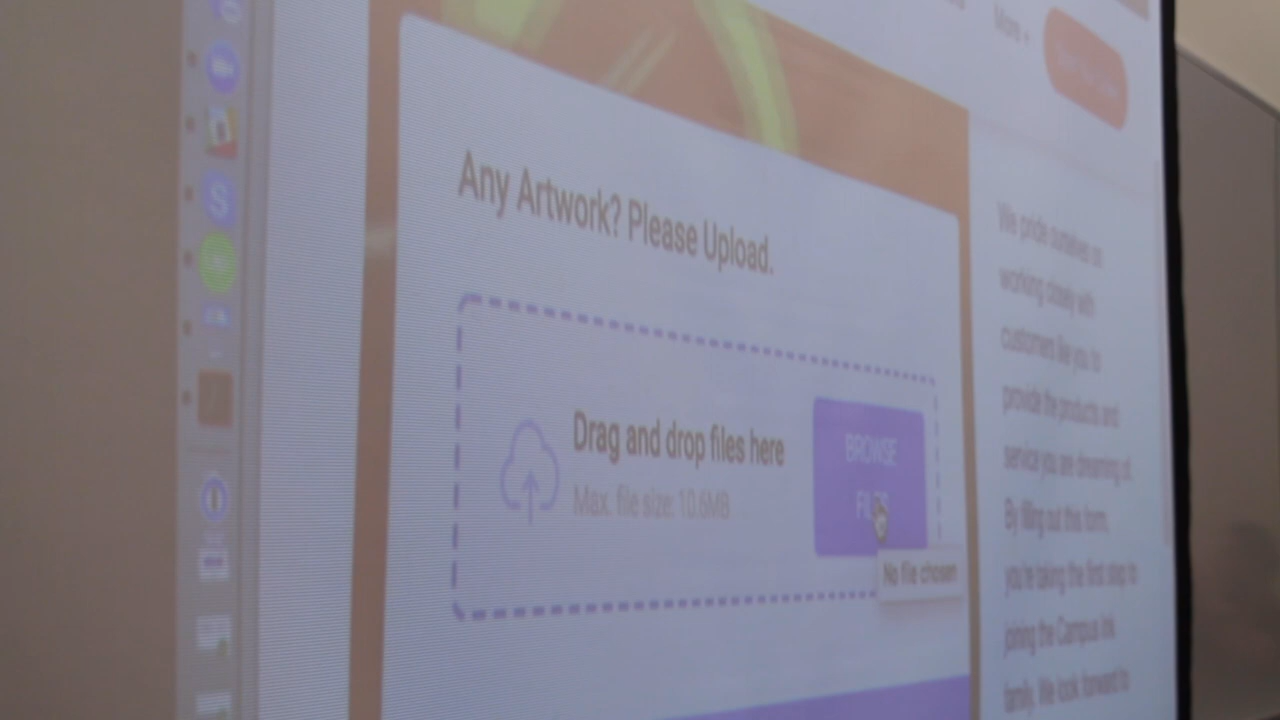 More
Any Artwork? Please Upload.
Drag and drop files here
Max. file size: 10.6MB
BROWSE
FILES
No file chosen
We pride ourselves on
working closely with
customers like you to
provide the products and
service you are dreaming of.
By filling out this form,
you're taking the first step to
joining the Campus Ink
family. We look forward to